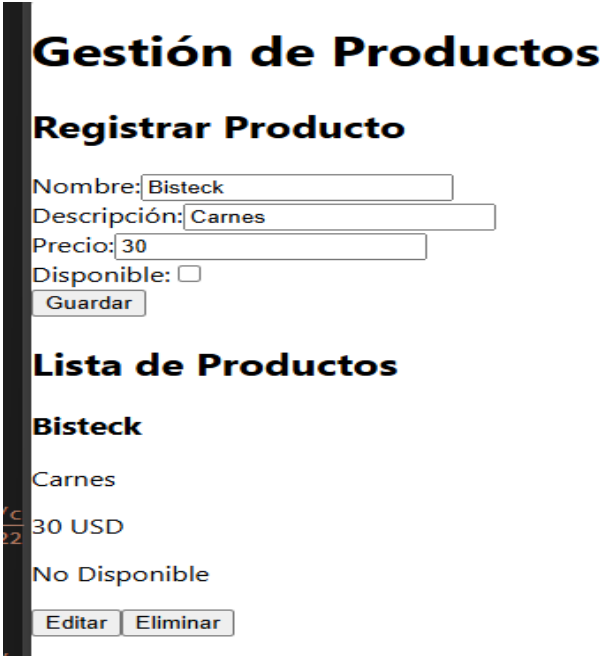 Gestión de Productos
Registrar Producto
Nombre: Bisteck
Descripción: Carnes
Precio: 30
Disponible:
Guardar
Lista de Productos
Bisteck
Carnes
30 USD
No Disponible
Editar Eliminar
/c
22